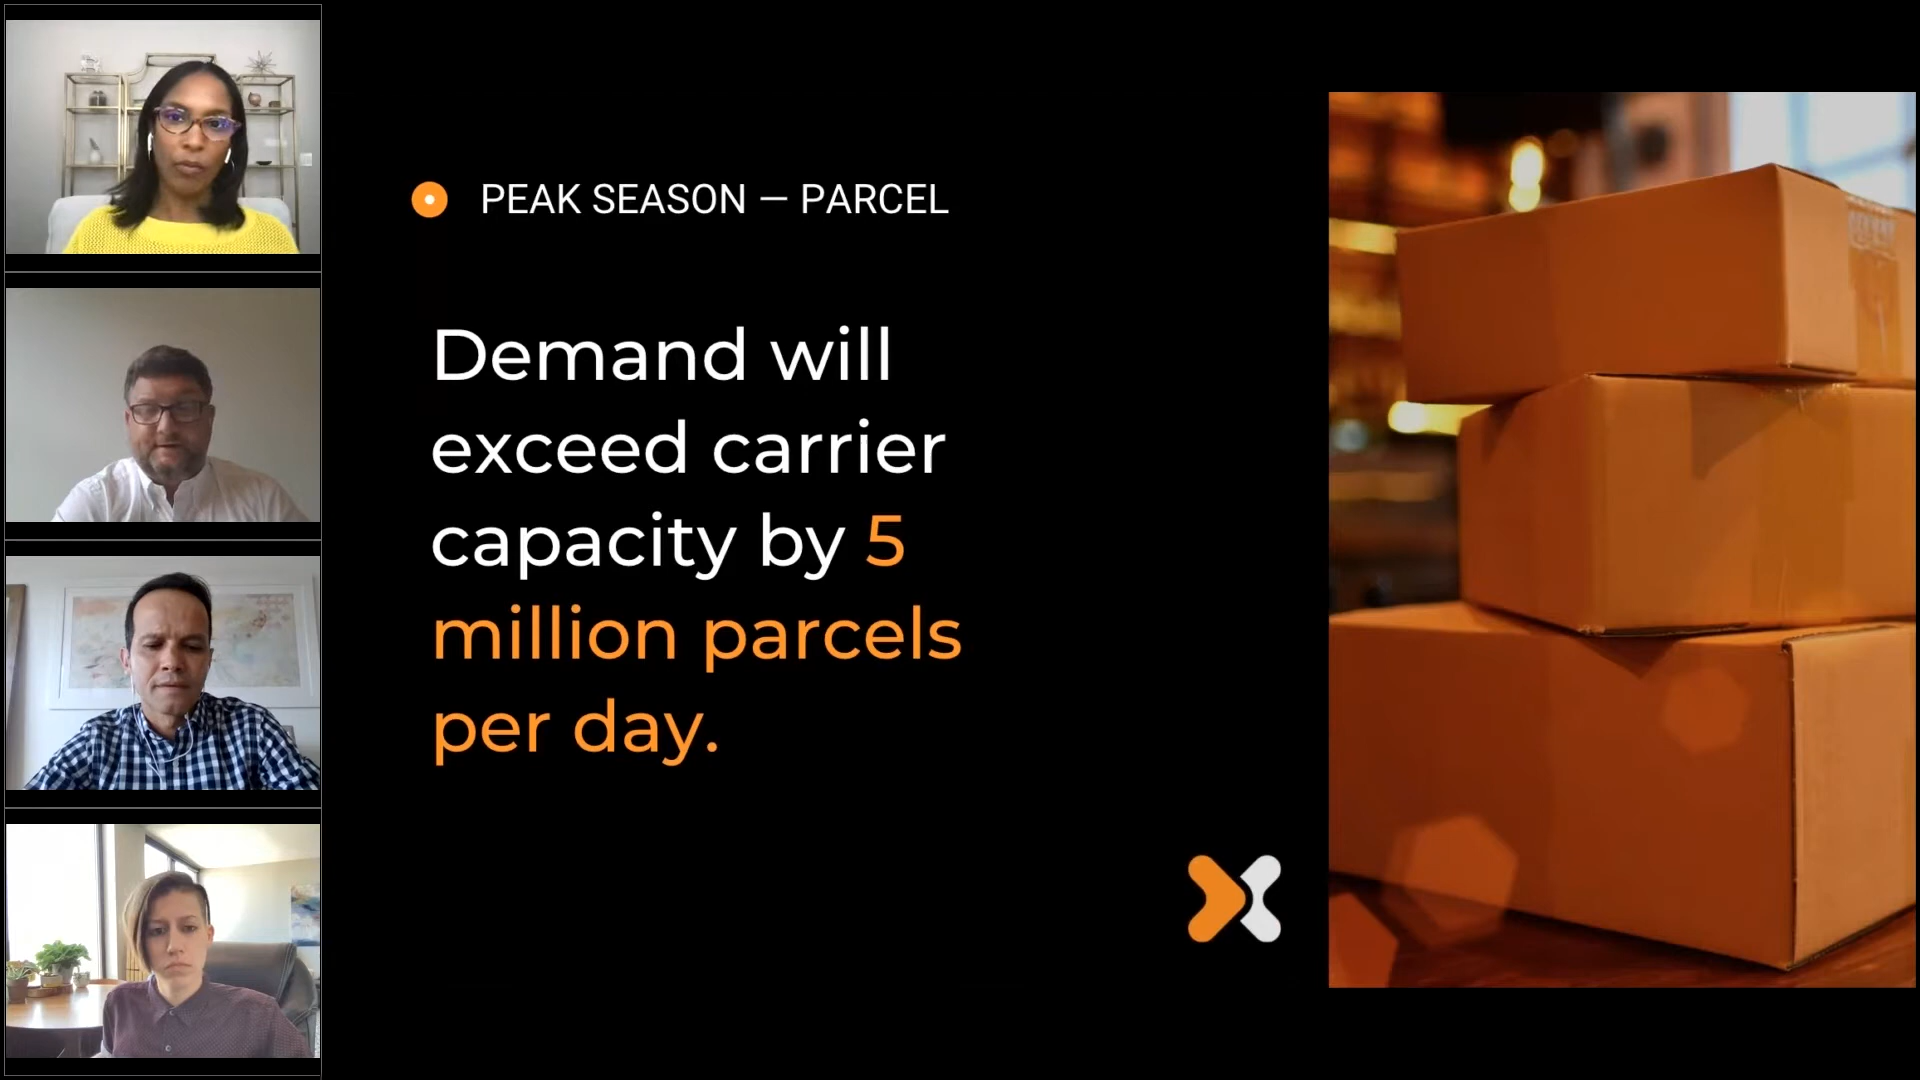 PEAK SEASON — PARCEL
Demand will
exceed carrier
capacity by 5
million parcels
per day.